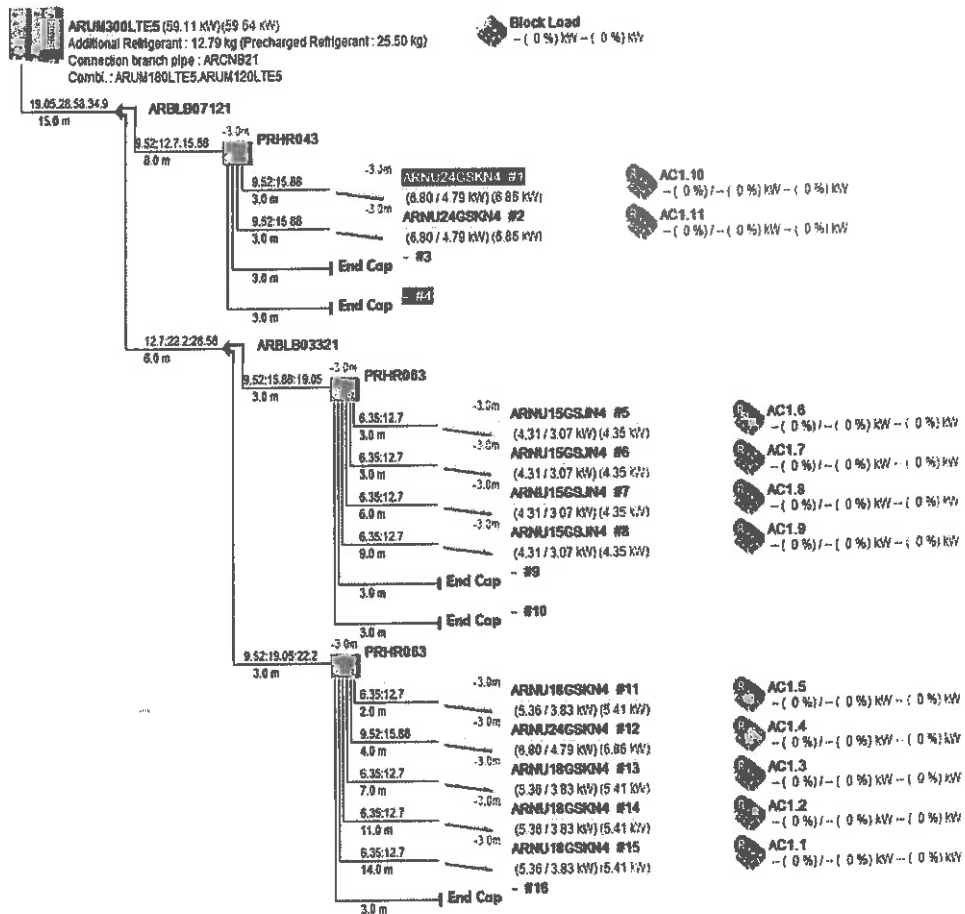 ARUM300LTE5 (59.11 kW)(59.64 kW)
Additional Refrigerant : 12.79 kg (Precharged Refrigerant : 25.50 kg)
Connection branch pipe : ARCNB21
Combi. : ARUM180LTE5,ARUM120LTE5
Block Load
– ( 0 %) kW – ( 0 %) kW
19.05:28.58:34.9
15.0 m
ARBLB07121
9.52:12.7:15.88
8.0 m
-3.0m
PRHR043
9.52:15.88
3.0 m
-3.0m
ARNU24GSKN4 #1
(6.80 / 4.79 kW) (6.86 kW)
AC1.10
– ( 0 %) / – ( 0 %) kW – ( 0 %) kW
9.52:15.88
3.0 m
-3.0m
ARNU24GSKN4 #2
(6.80 / 4.79 kW) (6.86 kW)
AC1.11
– ( 0 %) / – ( 0 %) kW – ( 0 %) kW
3.0 m
End Cap
- #3
3.0 m
End Cap
- #4
12.7:22.2:28.58
6.0 m
ARBLB03321
9.52:15.88:19.05
3.0 m
-3.0m
PRHR063
6.35:12.7
3.0 m
-3.0m
ARNU15GSJN4 #5
(4.31 / 3.07 kW) (4.35 kW)
AC1.6
– ( 0 %) / – ( 0 %) kW – ( 0 %) kW
6.35:12.7
3.0 m
-3.0m
ARNU15GSJN4 #6
(4.31 / 3.07 kW) (4.35 kW)
AC1.7
– ( 0 %) / – ( 0 %) kW – ( 0 %) kW
6.35:12.7
6.0 m
-3.0m
ARNU15GSJN4 #7
(4.31 / 3.07 kW) (4.35 kW)
AC1.8
– ( 0 %) / – ( 0 %) kW – ( 0 %) kW
6.35:12.7
9.0 m
-3.0m
ARNU15GSJN4 #8
(4.31 / 3.07 kW) (4.35 kW)
AC1.9
– ( 0 %) / – ( 0 %) kW – ( 0 %) kW
3.0 m
End Cap
- #9
3.0 m
End Cap
- #10
9.52:19.05:22.2
3.0 m
-3.0m
PRHR063
6.35:12.7
2.0 m
-3.0m
ARNU18GSKN4 #11
(5.36 / 3.83 kW) (5.41 kW)
AC1.5
– ( 0 %) / – ( 0 %) kW – ( 0 %) kW
9.52:15.88
4.0 m
-3.0m
ARNU24GSKN4 #12
(6.80 / 4.79 kW) (6.86 kW)
AC1.4
– ( 0 %) / – ( 0 %) kW – ( 0 %) kW
6.35:12.7
7.0 m
-3.0m
ARNU18GSKN4 #13
(5.36 / 3.83 kW) (5.41 kW)
AC1.3
– ( 0 %) / – ( 0 %) kW – ( 0 %) kW
6.35:12.7
11.0 m
-3.0m
ARNU18GSKN4 #14
(5.36 / 3.83 kW) (5.41 kW)
AC1.2
– ( 0 %) / – ( 0 %) kW – ( 0 %) kW
6.35:12.7
14.0 m
-3.0m
ARNU18GSKN4 #15
(5.36 / 3.83 kW) (5.41 kW)
AC1.1
– ( 0 %) / – ( 0 %) kW – ( 0 %) kW
3.0 m
End Cap
- #16